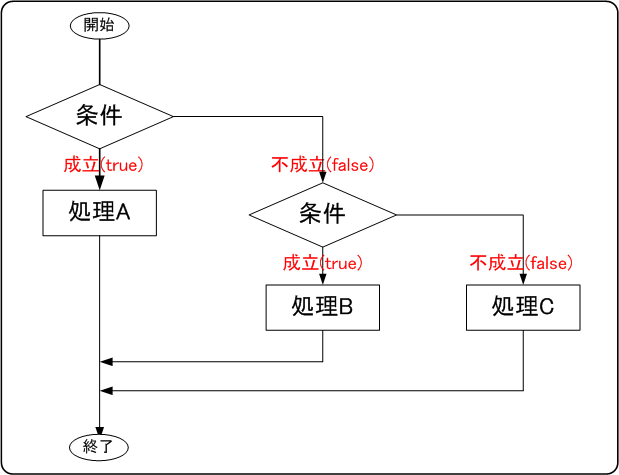 開始
条件
成立(true)
不成立(false)
処理A
条件
成立(true)
不成立(false)
処理B
処理C
終了